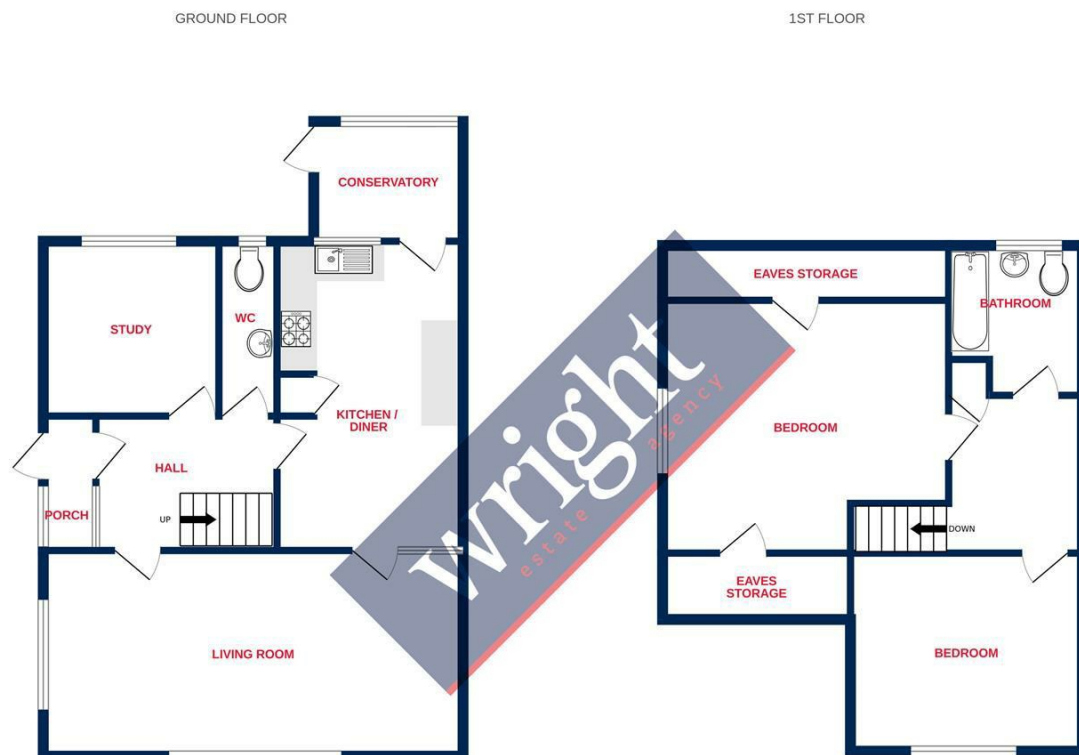 GROUND FLOOR
1ST FLOOR
CONSERVATORY
STUDY
WC
KITCHEN /
DINER
HALL
PORCH
UP
LIVING ROOM
EAVES STORAGE
BATHROOM
BEDROOM
DOWN
EAVES
STORAGE
BEDROOM
wright
estate agency